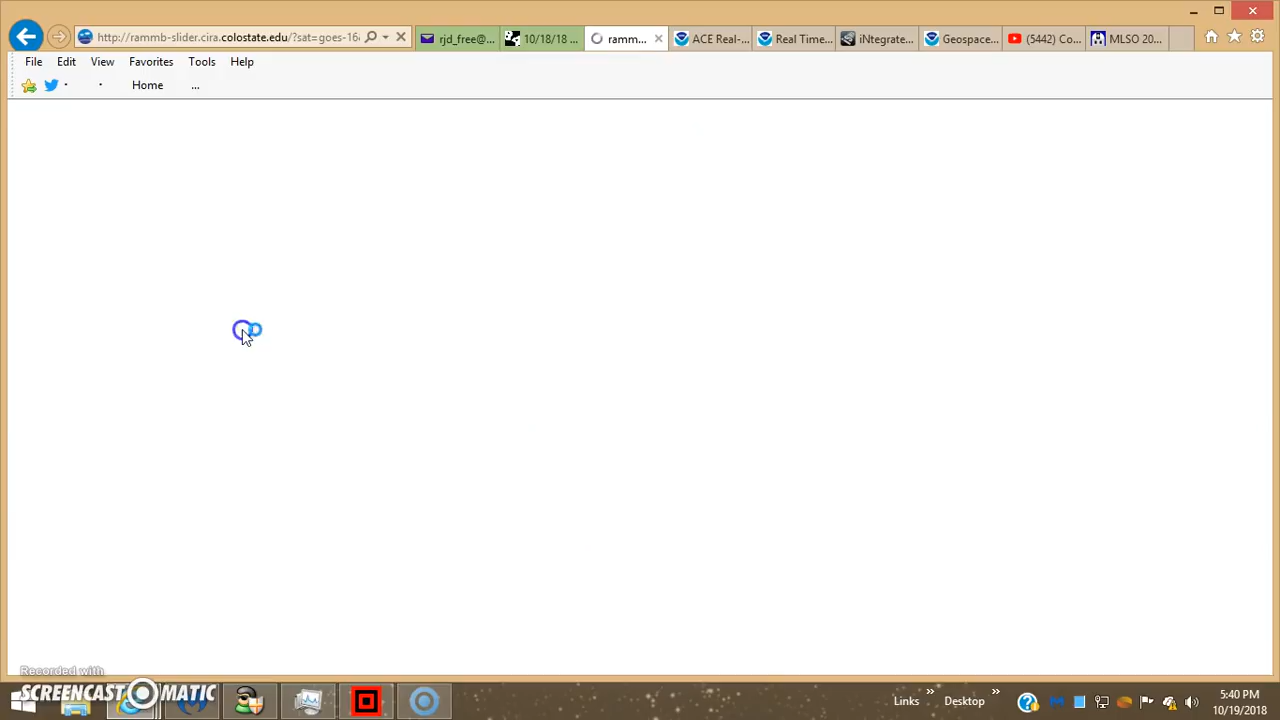 http://rammb-slider.cira.colostate.edu/?sat=goes-16
rjd_free@...
10/18/18 ...
ramm...
ACE Real-...
Real Time...
iNtegrate...
Geospace...
(5442) Co...
MLSO 20...
File Edit View Favorites Tools Help
Home ...
Recorded with
SCREENCAST MATIC
Links » Desktop »
5:40 PM
10/19/2018